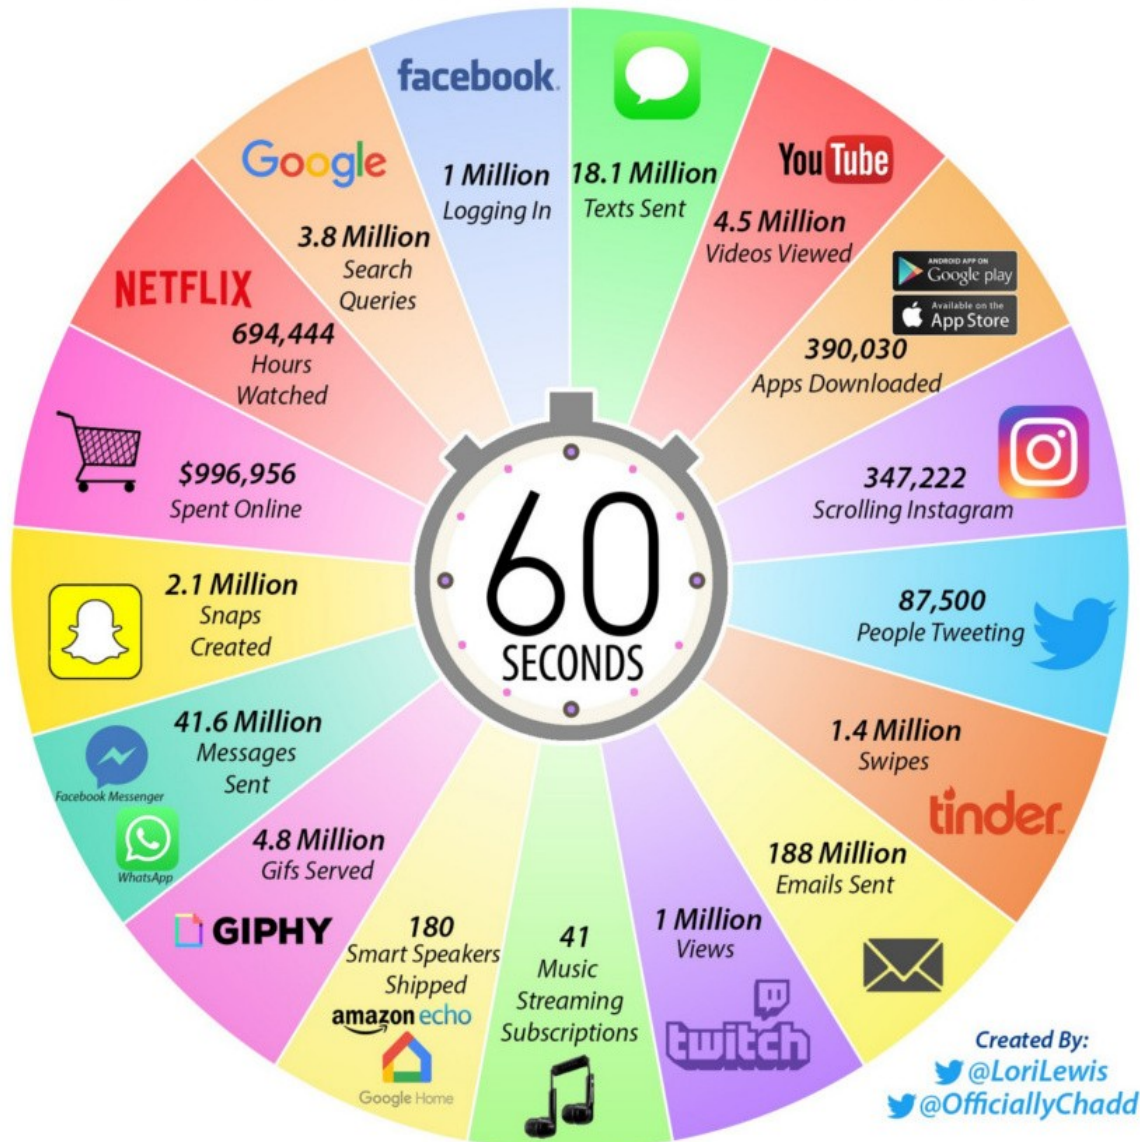 facebook
1 Million
Logging In
18.1 Million
Texts Sent
YouTube
4.5 Million
Videos Viewed
ANDROID APP ON
Google play
Available on the
App Store
390,030
Apps Downloaded
347,222
Scrolling Instagram
87,500
People Tweeting
1.4 Million
Swipes
tinder
188 Million
Emails Sent
1 Million
Views
twitch
41
Music
Streaming
Subscriptions
180
Smart Speakers
Shipped
amazon echo
Google Home
4.8 Million
Gifs Served
GIPHY
41.6 Million
Messages
Sent
Facebook Messenger
WhatsApp
2.1 Million
Snaps
Created
$996,956
Spent Online
NETFLIX
694,444
Hours
Watched
Google
3.8 Million
Search
Queries
60
SECONDS
Created By:
@LoriLewis
@OfficiallyChadd